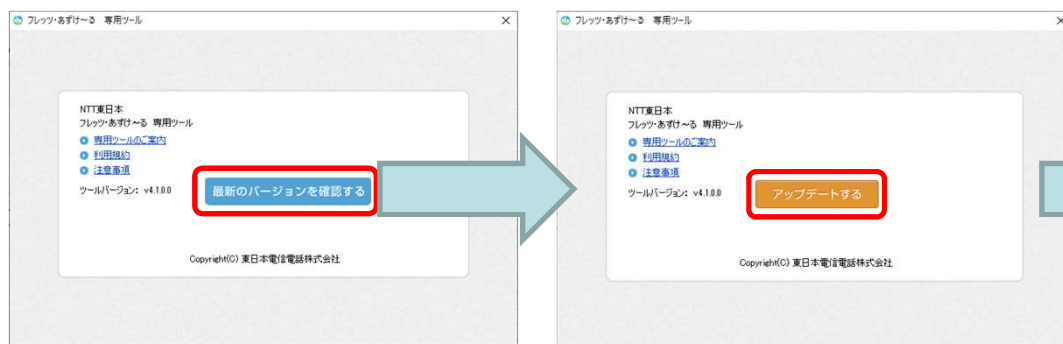 フレッツ・あずけ～る 専用ツール
NTT東日本
フレッツ・あずけ～る 専用ツール
専用ツールのご案内
利用規約
注意事項
ツールバージョン: v4.1.0.0
最新のバージョンを確認する
Copyright(C) 東日本電信電話株式会社
フレッツ・あずけ～る 専用ツール
NTT東日本
フレッツ・あずけ～る 専用ツール
専用ツールのご案内
利用規約
注意事項
ツールバージョン: v4.1.0.0
アップデートする
Copyright(C) 東日本電信電話株式会社